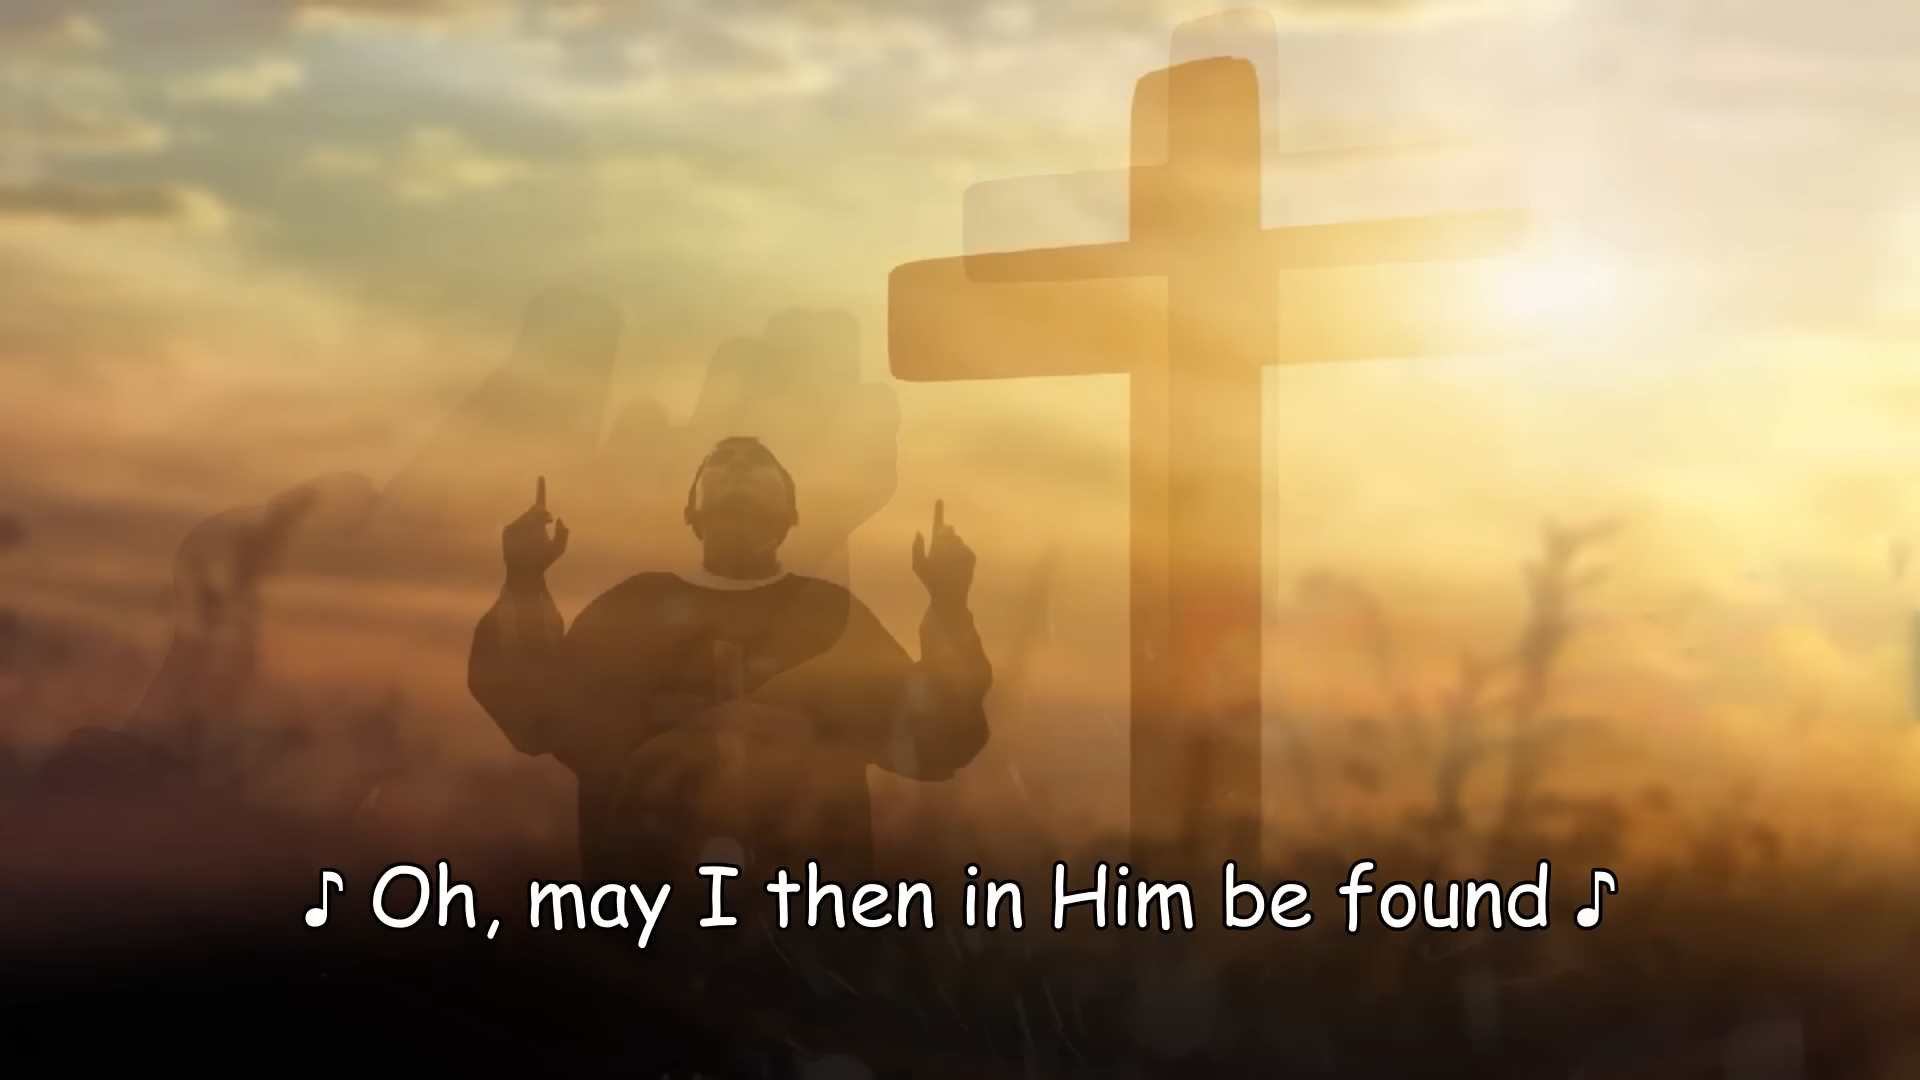 ♪ Oh, may I then in Him be found ♪